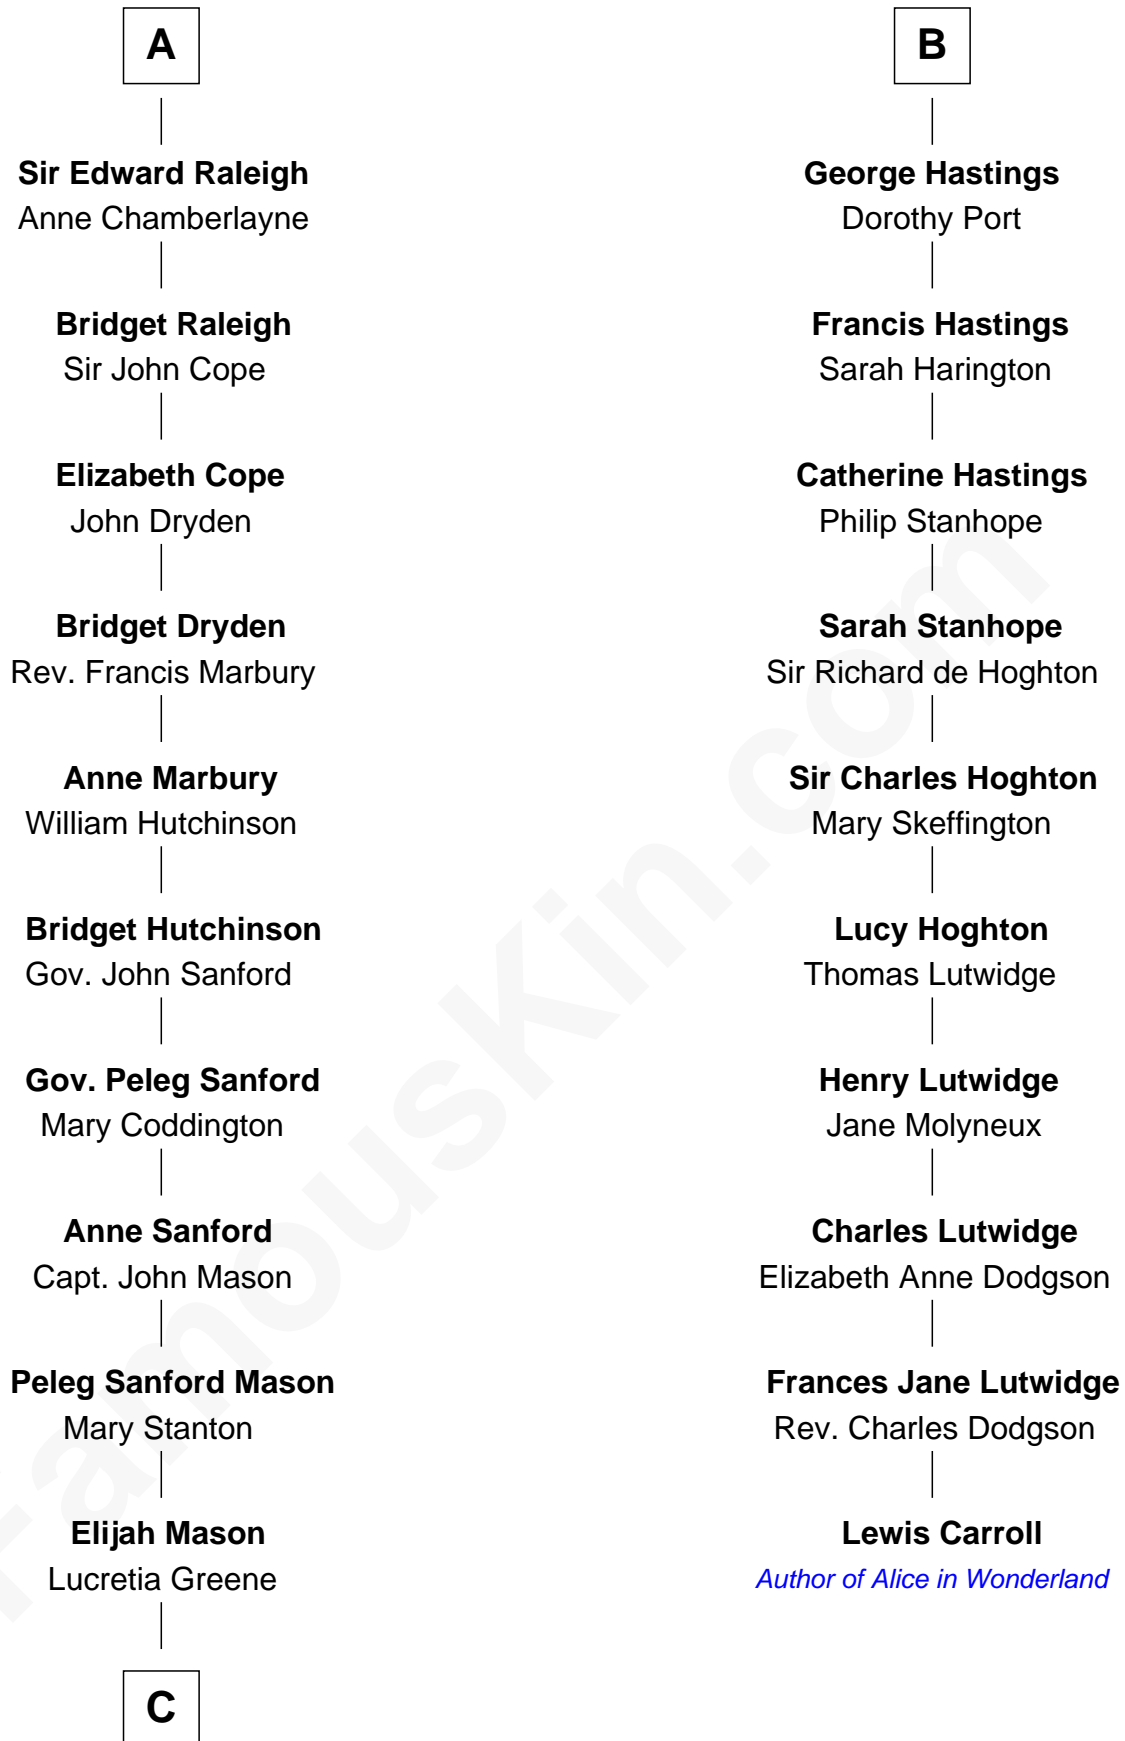 A
Sir Edward Raleigh
Anne Chamberlayne
Bridget Raleigh
Sir John Cope
Elizabeth Cope
John Dryden
Bridget Dryden
Rev. Francis Marbury
Anne Marbury
William Hutchinson
Bridget Hutchinson
Gov. John Sanford
Gov. Peleg Sanford
Mary Coddington
Anne Sanford
Capt. John Mason
Peleg Sanford Mason
Mary Stanton
Elijah Mason
Lucretia Greene
C
B
George Hastings
Dorothy Port
Francis Hastings
Sarah Harington
Catherine Hastings
Philip Stanhope
Sarah Stanhope
Sir Richard de Hoghton
Sir Charles Hoghton
Mary Skeffington
Lucy Hoghton
Thomas Lutwidge
Henry Lutwidge
Jane Molyneux
Charles Lutwidge
Elizabeth Anne Dodgson
Frances Jane Lutwidge
Rev. Charles Dodgson
Lewis Carroll
Author of Alice in Wonderland
FamousKin.com